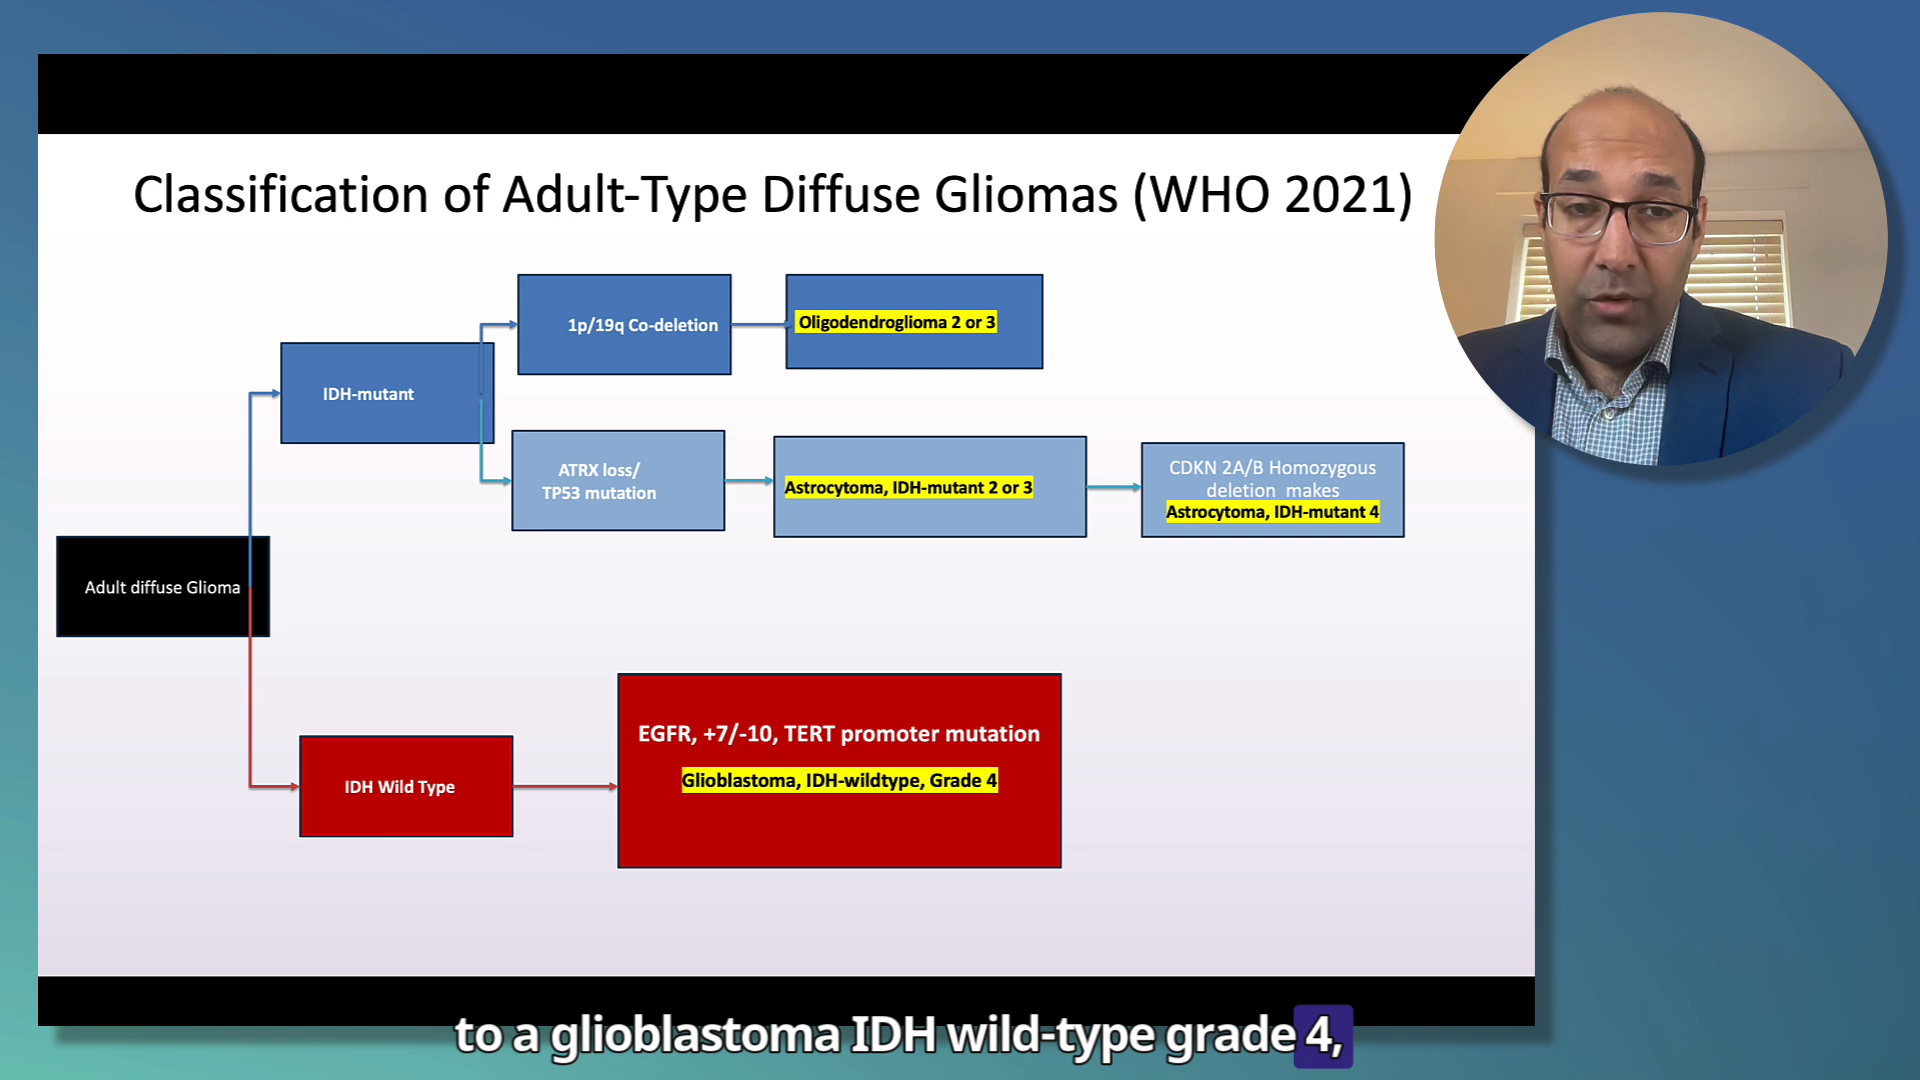 Classification of Adult-Type Diffuse Gliomas (WHO 2021)
1p/19q Co-deletion
Oligodendroglioma 2 or 3
IDH-mutant
ATRX loss/
TP53 mutation
Astrocytoma, IDH-mutant 2 or 3
CDKN 2A/B Homozygous
deletion makes
Astrocytoma, IDH-mutant 4
Adult diffuse Glioma
IDH Wild Type
EGFR, +7/-10, TERT promoter mutation
Glioblastoma, IDH-wildtype, Grade 4
to a glioblastoma IDH wild-type grade 4,